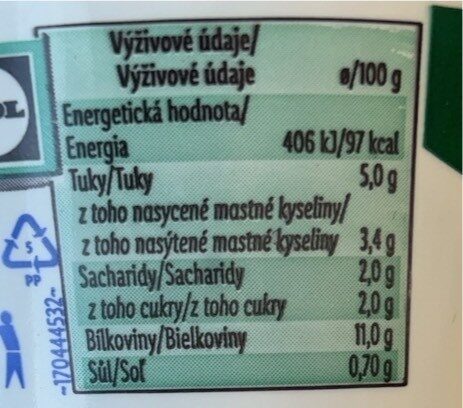 Výživové údaje/
Výživové údaje ø/100 g
Energetická hodnota/
Energia 406 kJ/97 kcal
Tuky/Tuky 5,0 g
z toho nasycené mastné kyseliny/
z toho nasýtené mastné kyseliny 3,4 g
Sacharidy/Sacharidy 2,0 g
z toho cukry/z toho cukry 2,0 g
Bílkoviny/Bielkoviny 11,0 g
Sůl/Soľ 0,70 g
DL
5
PP
~170444532~